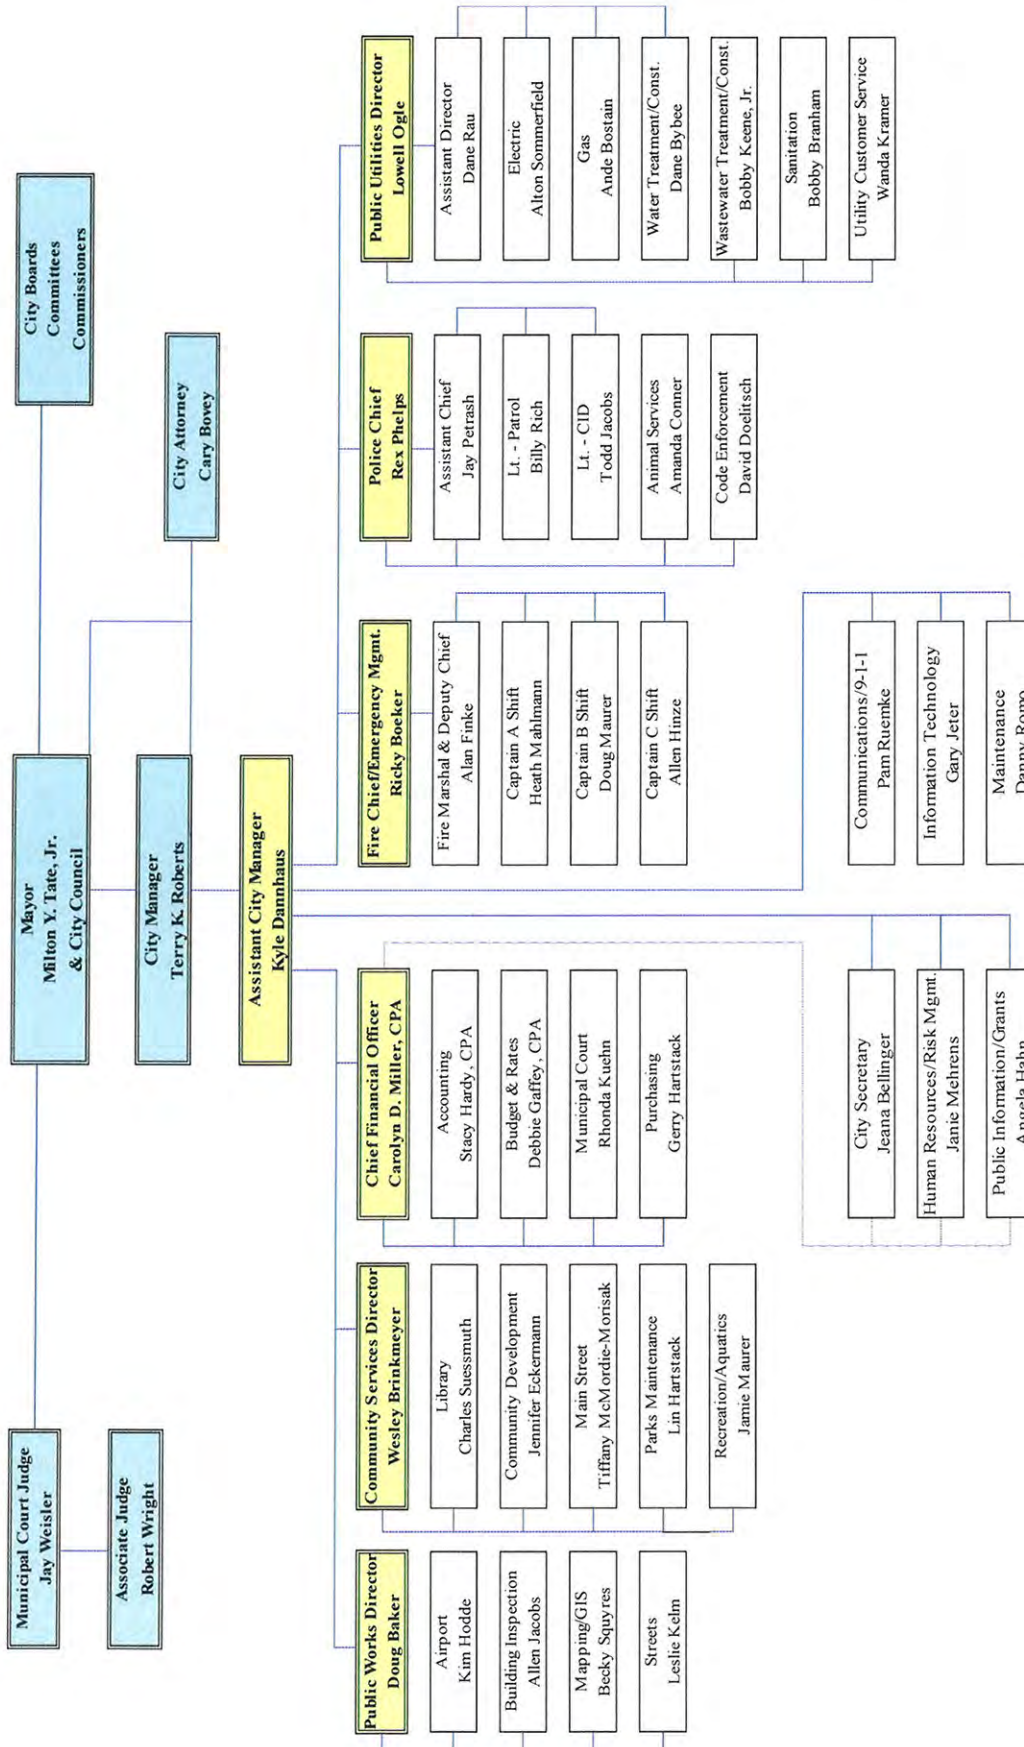 Municipal Court Judge
Jay Weisler
Associate Judge
Robert Wright
Mayor
Milton Y. Tate, Jr.
& City Council
City Boards
Committees
Commissioners
City Manager
Terry K. Roberts
City Attorney
Cary Bovey
Assistant City Manager
Kyle Dannhaus
Public Works Director
Doug Baker
Airport
Kim Hodde
Building Inspection
Allen Jacobs
Mapping/GIS
Becky Squyres
Streets
Leslie Kelm
Community Services Director
Wesley Brinkmeyer
Library
Charles Suessmuth
Community Development
Jennifer Eckermann
Main Street
Tiffany McMordie-Morisak
Parks Maintenance
Lin Hartstack
Recreation/Aquatics
Jamie Maurer
Chief Financial Officer
Carolyn D. Miller, CPA
Accounting
Stacy Hardy, CPA
Budget & Rates
Debbie Gaffey, CPA
Municipal Court
Rhonda Kuehn
Purchasing
Gerry Hartstack
Fire Chief/Emergency Mgmt.
Ricky Boeker
Fire Marshal & Deputy Chief
Alan Finke
Captain A Shift
Heath Mahlmann
Captain B Shift
Doug Maurer
Captain C Shift
Allen Hinze
Police Chief
Rex Phelps
Assistant Chief
Jay Petrash
Lt. - Patrol
Billy Rich
Lt. - CID
Todd Jacobs
Animal Services
Amanda Conner
Code Enforcement
David Doelitsch
Public Utilities Director
Lowell Ogle
Assistant Director
Dane Rau
Electric
Alton Sommerfield
Gas
Ande Bostain
Water Treatment/Const.
Dane Bybee
Wastewater Treatment/Const.
Bobby Keene, Jr.
Sanitation
Bobby Branham
Utility Customer Service
Wanda Kramer
City Secretary
Jeana Bellinger
Human Resources/Risk Mgmt.
Janie Mehrens
Public Information/Grants
Angela Hahn
Communications/9-1-1
Pam Ruemke
Information Technology
Gary Jeter
Maintenance
Danny Romo